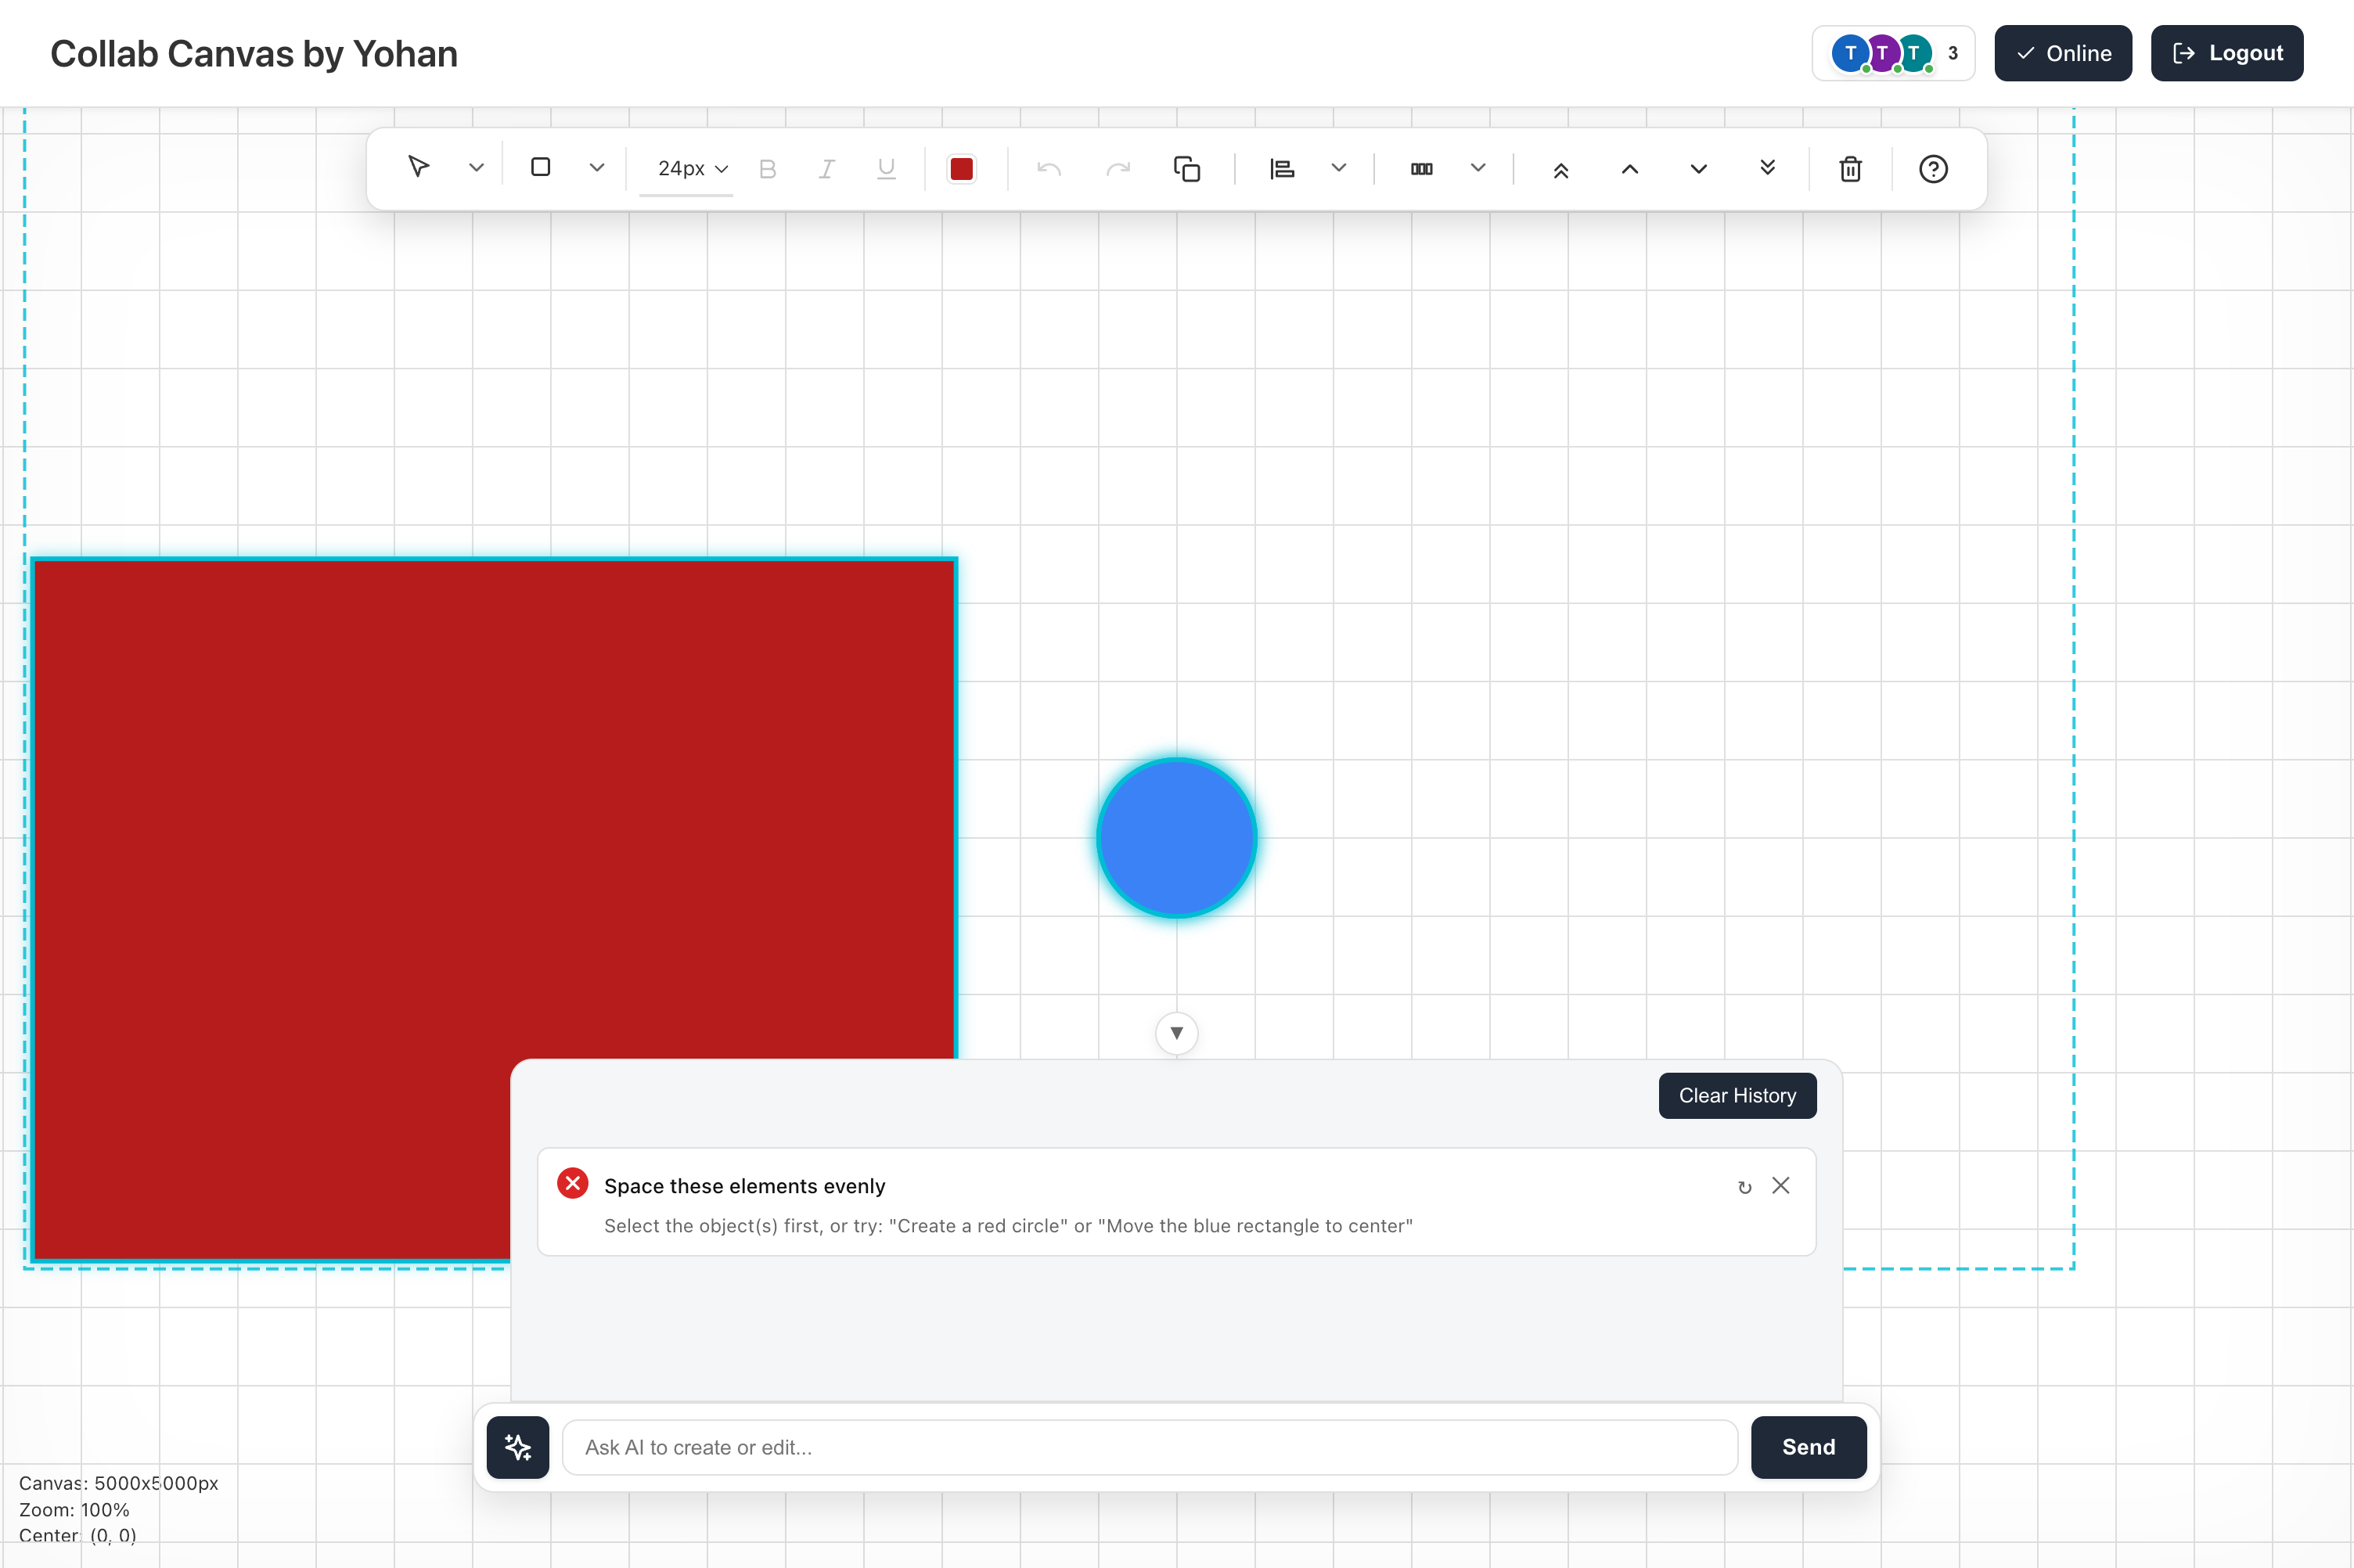 Collab Canvas by Yohan
T T T 3
Online
Logout
24px
B I U
Clear History
Space these elements evenly
Select the object(s) first, or try: "Create a red circle" or "Move the blue rectangle to center"
Ask AI to create or edit...
Send
Canvas: 5000x5000px
Zoom: 100%
Center: (0, 0)